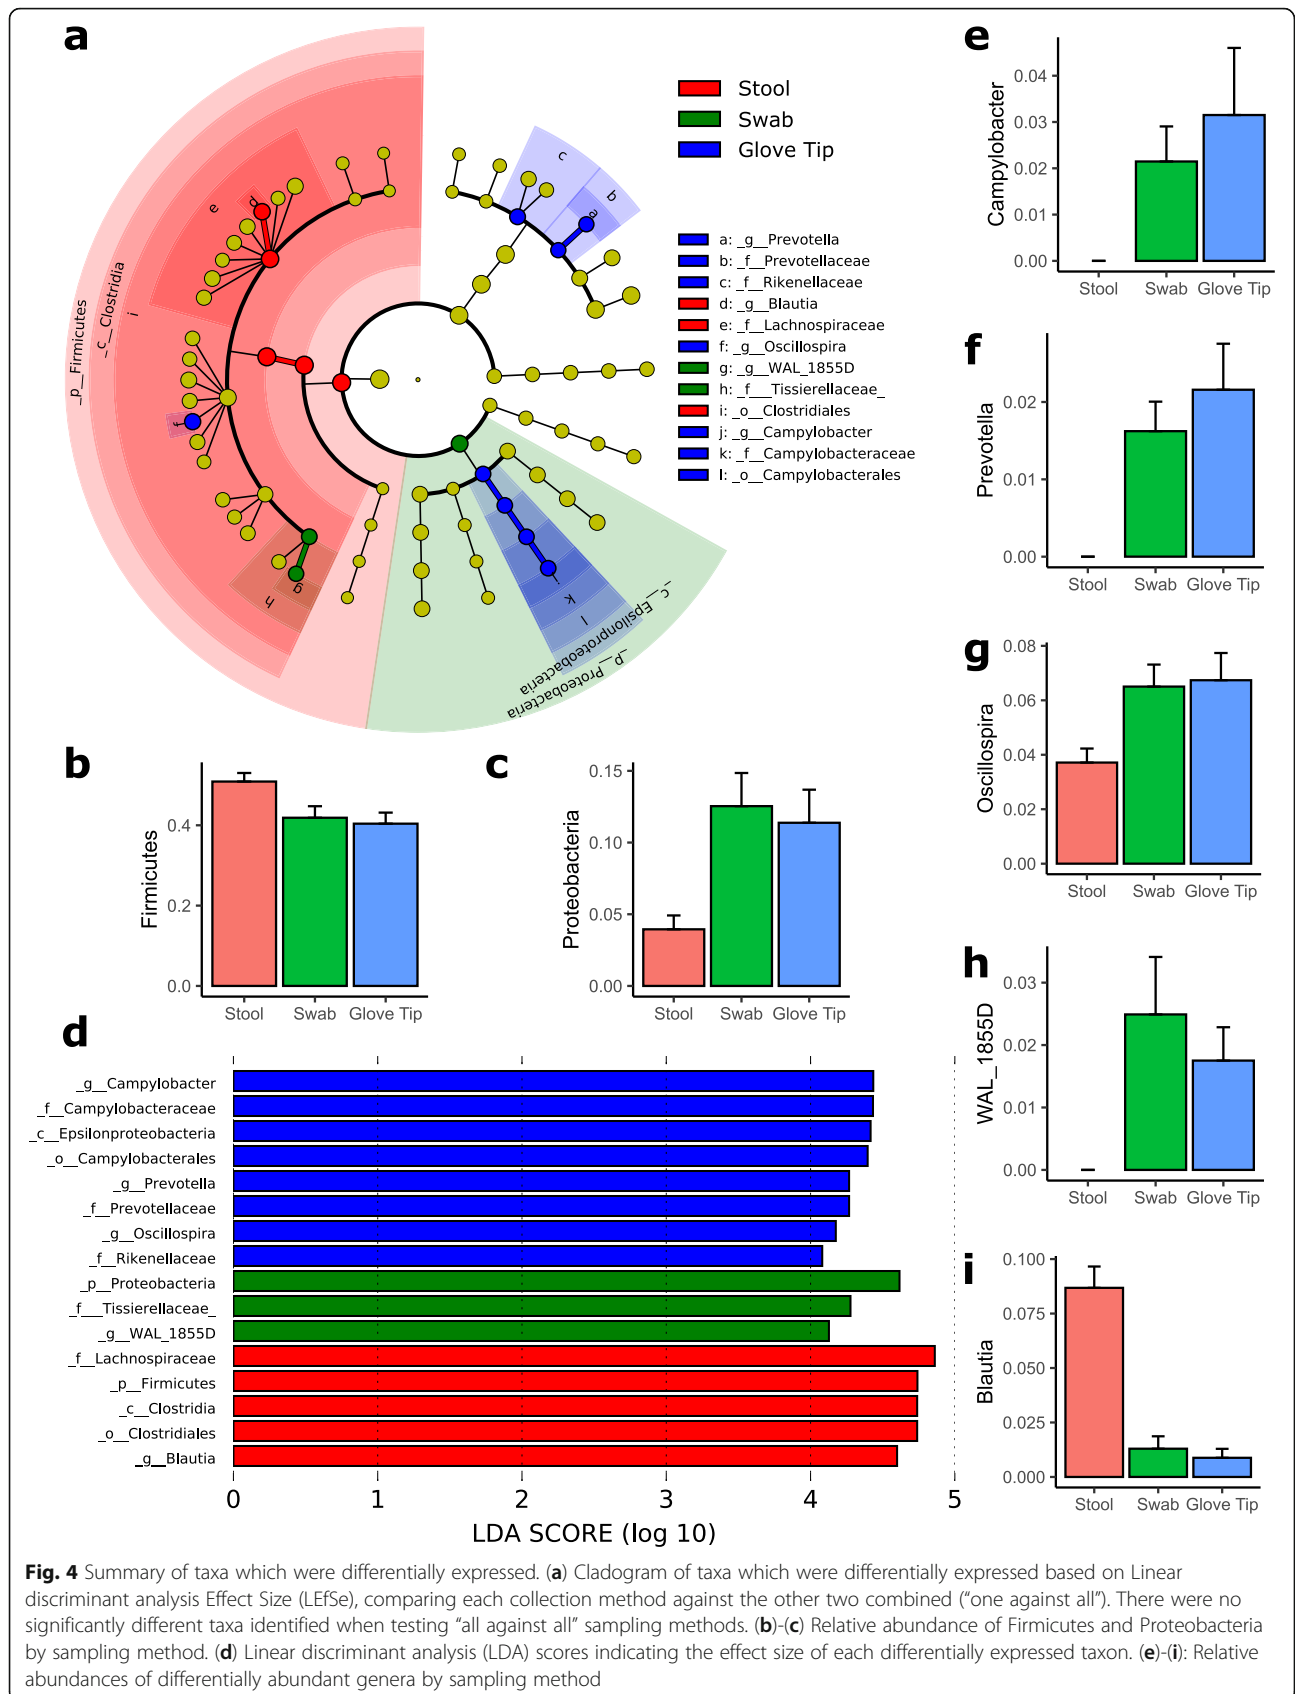 a
Stool
Swab
Glove Tip
a: _g__Prevotella
b: _f__Prevotellaceae
c: _f__Rikenellaceae
d: _g__Blautia
e: _f__Lachnospiraceae
f: _g__Oscillospira
g: _g__WAL_1855D
h: _f___Tissierellaceae_
i: _o__Clostridiales
j: _g__Campylobacter
k: _f__Campylobacteraceae
l: _o__Campylobacterales
_p__Firmicutes
_c__Clostridia
i
e
d
f
h
g
c
b
a
j
k
l
_c__Epsilonproteobacteria
_p__Proteobacteria
b
Firmicutes
0.4
0.2
0.0
Stool Swab Glove Tip
c
Proteobacteria
0.15
0.10
0.05
0.00
Stool Swab Glove Tip
d
_g__Campylobacter
_f__Campylobacteraceae
_c__Epsilonproteobacteria
_o__Campylobacterales
_g__Prevotella
_f__Prevotellaceae
_g__Oscillospira
_f__Rikenellaceae
_p__Proteobacteria
_f___Tissierellaceae_
_g__WAL_1855D
_f__Lachnospiraceae
_p__Firmicutes
_c__Clostridia
_o__Clostridiales
_g__Blautia
0 1 2 3 4 5
LDA SCORE (log 10)
e
Campylobacter
0.04
0.03
0.02
0.01
0.00
Stool Swab Glove Tip
f
Prevotella
0.02
0.01
0.00
Stool Swab Glove Tip
g
Oscillospira
0.08
0.06
0.04
0.02
0.00
Stool Swab Glove Tip
h
WAL_1855D
0.03
0.02
0.01
0.00
Stool Swab Glove Tip
i
Blautia
0.100
0.075
0.050
0.025
0.000
Stool Swab Glove Tip
Fig. 4 Summary of taxa which were differentially expressed. (a) Cladogram of taxa which were differentially expressed based on Linear
discriminant analysis Effect Size (LEfSe), comparing each collection method against the other two combined (“one against all”). There were no
significantly different taxa identified when testing “all against all” sampling methods. (b)-(c) Relative abundance of Firmicutes and Proteobacteria
by sampling method. (d) Linear discriminant analysis (LDA) scores indicating the effect size of each differentially expressed taxon. (e)-(i): Relative
abundances of differentially abundant genera by sampling method